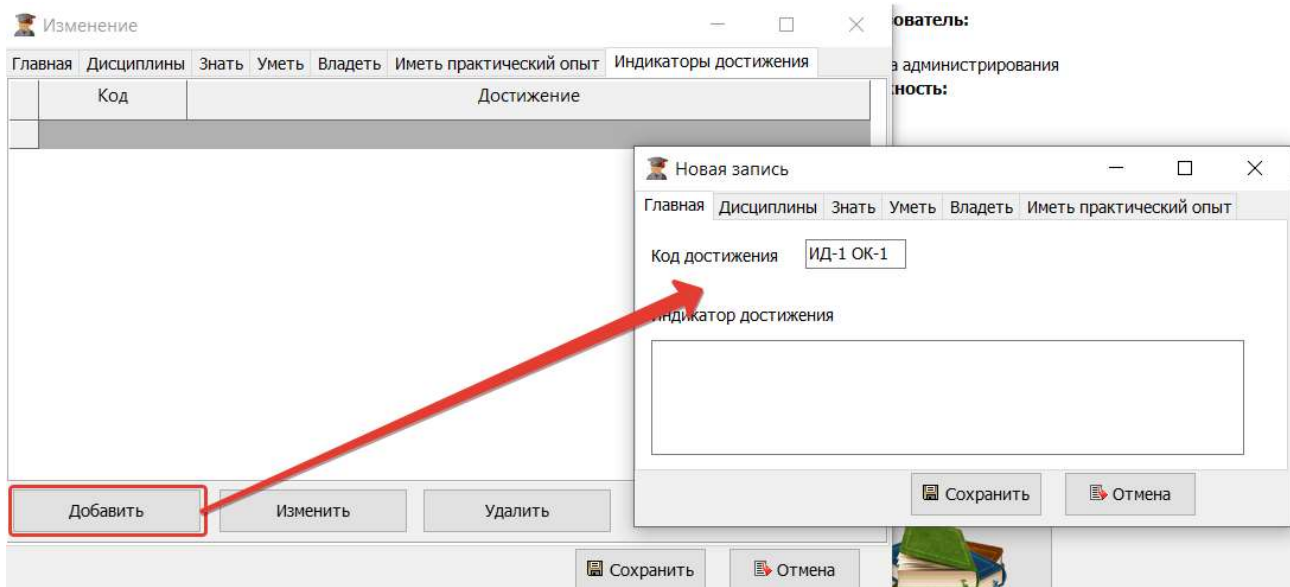 Изменение
Главная Дисциплины Знать Уметь Владеть Иметь практический опыт Индикаторы достижения
Код Достижение
Добавить Изменить Удалить
Сохранить Отмена
ователь:
администрирования
ность:
Новая запись
Главная Дисциплины Знать Уметь Владеть Иметь практический опыт
Код достижения ИД-1 ОК-1
Индикатор достижения
Сохранить Отмена